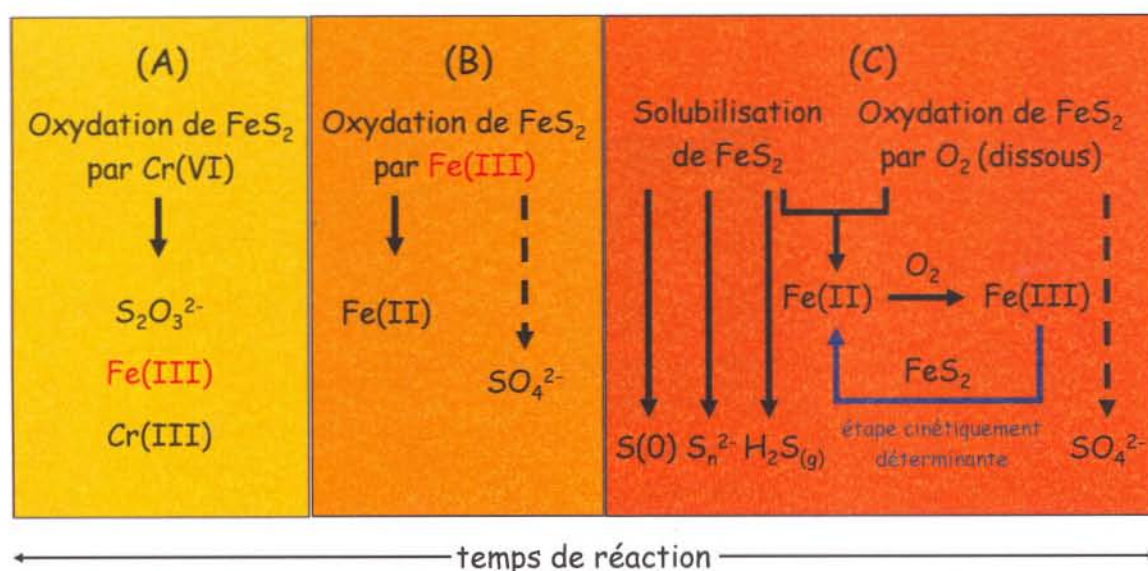 (A)
Oxydation de FeS₂
par Cr(VI)
S₂O₃²⁻
Fe(III)
Cr(III)
(B)
Oxydation de FeS₂
par Fe(III)
Fe(II)
SO₄²⁻
(C)
Solubilisation
de FeS₂
Oxydation de FeS₂
par O₂ (dissous)
Fe(II)
O₂
Fe(III)
FeS₂
étape cinétiquement
déterminante
S(0) Sₙ²⁻ H₂S(g)
SO₄²⁻
temps de réaction